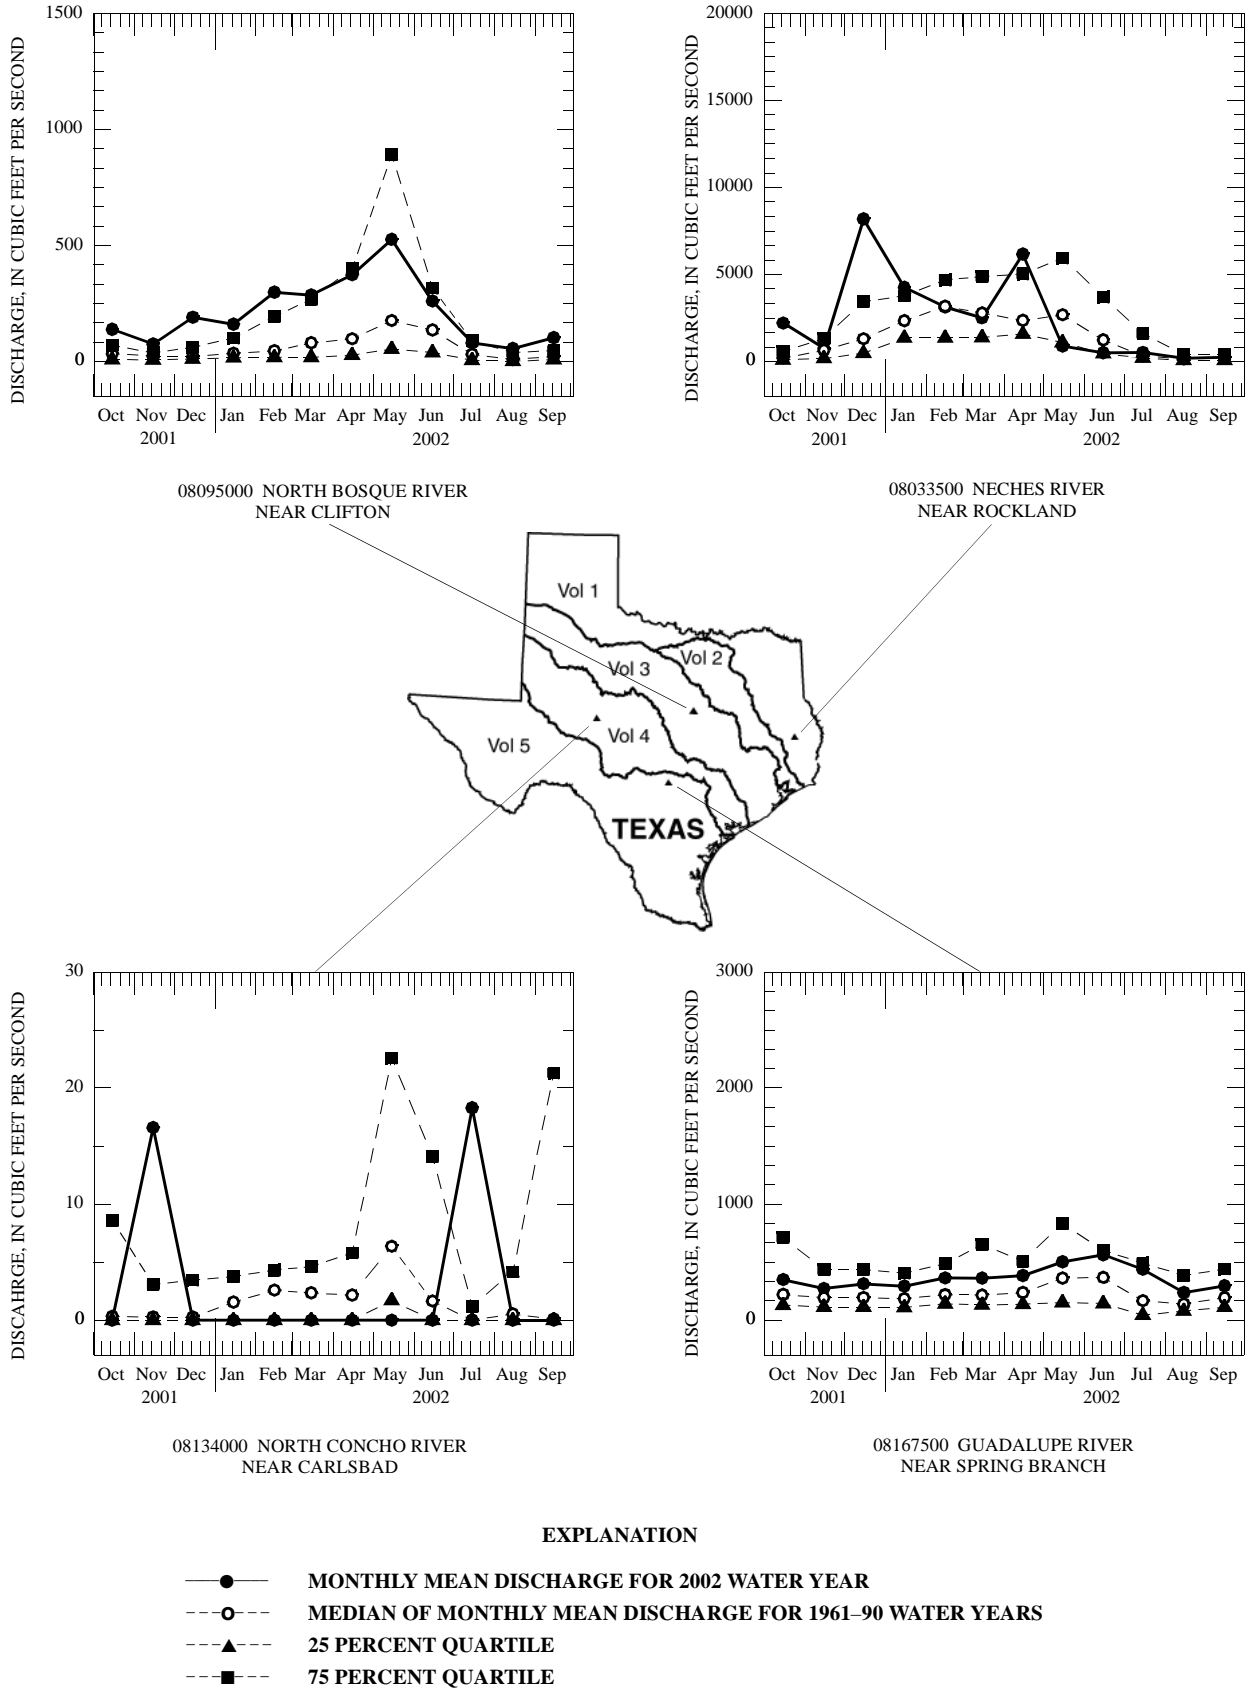 1500
1000
500
0
DISCHARGE, IN CUBIC FEET PER SECOND
Oct Nov Dec Jan Feb Mar Apr May Jun Jul Aug Sep
2001 2002
08095000 NORTH BOSQUE RIVER
NEAR CLIFTON
20000
15000
10000
5000
0
DISCHARGE, IN CUBIC FEET PER SECOND
Oct Nov Dec Jan Feb Mar Apr May Jun Jul Aug Sep
2001 2002
08033500 NECHES RIVER
NEAR ROCKLAND
Vol 1
Vol 2
Vol 3
Vol 4
Vol 5
TEXAS
30
20
10
0
DISCAHRGE, IN CUBIC FEET PER SECOND
Oct Nov Dec Jan Feb Mar Apr May Jun Jul Aug Sep
2001 2002
08134000 NORTH CONCHO RIVER
NEAR CARLSBAD
3000
2000
1000
0
DISCHARGE, IN CUBIC FEET PER SECOND
Oct Nov Dec Jan Feb Mar Apr May Jun Jul Aug Sep
2001 2002
08167500 GUADALUPE RIVER
NEAR SPRING BRANCH
EXPLANATION
MONTHLY MEAN DISCHARGE FOR 2002 WATER YEAR
MEDIAN OF MONTHLY MEAN DISCHARGE FOR 1961–90 WATER YEARS
25 PERCENT QUARTILE
75 PERCENT QUARTILE